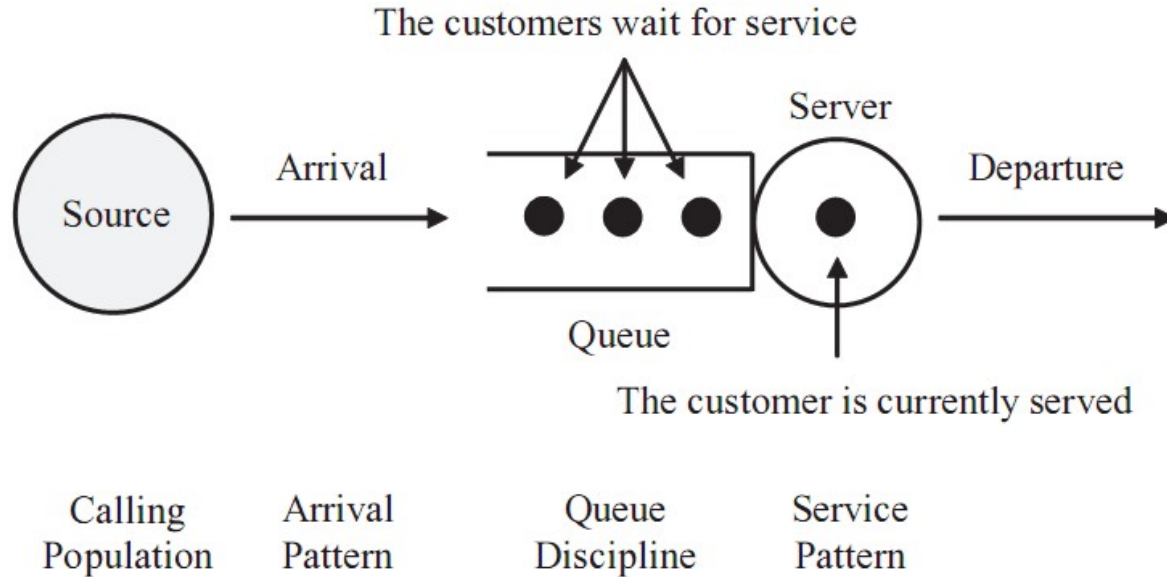 The customers wait for service
Server
Arrival
Departure
Source
Queue
The customer is currently served
Calling
Population
Arrival
Pattern
Queue
Discipline
Service
Pattern